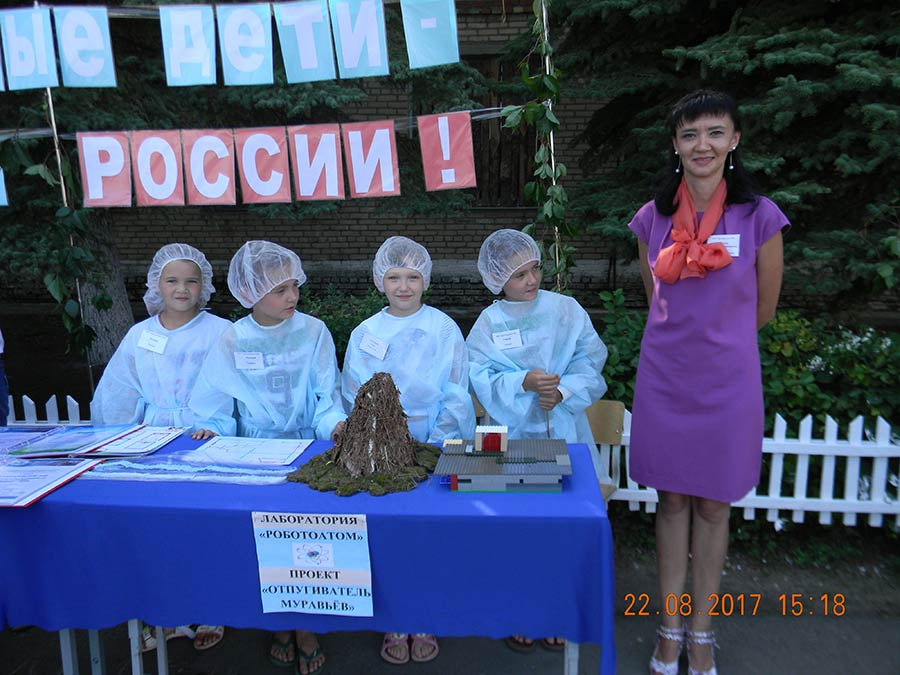 ые дети-
РОССИИ!
ЛАБОРАТОРИЯ
«РОБОТОАТОМ»
ПРОЕКТ
«ОТПУГИВАТЕЛЬ
МУРАВЬЁВ»
22.08.2017 15:18